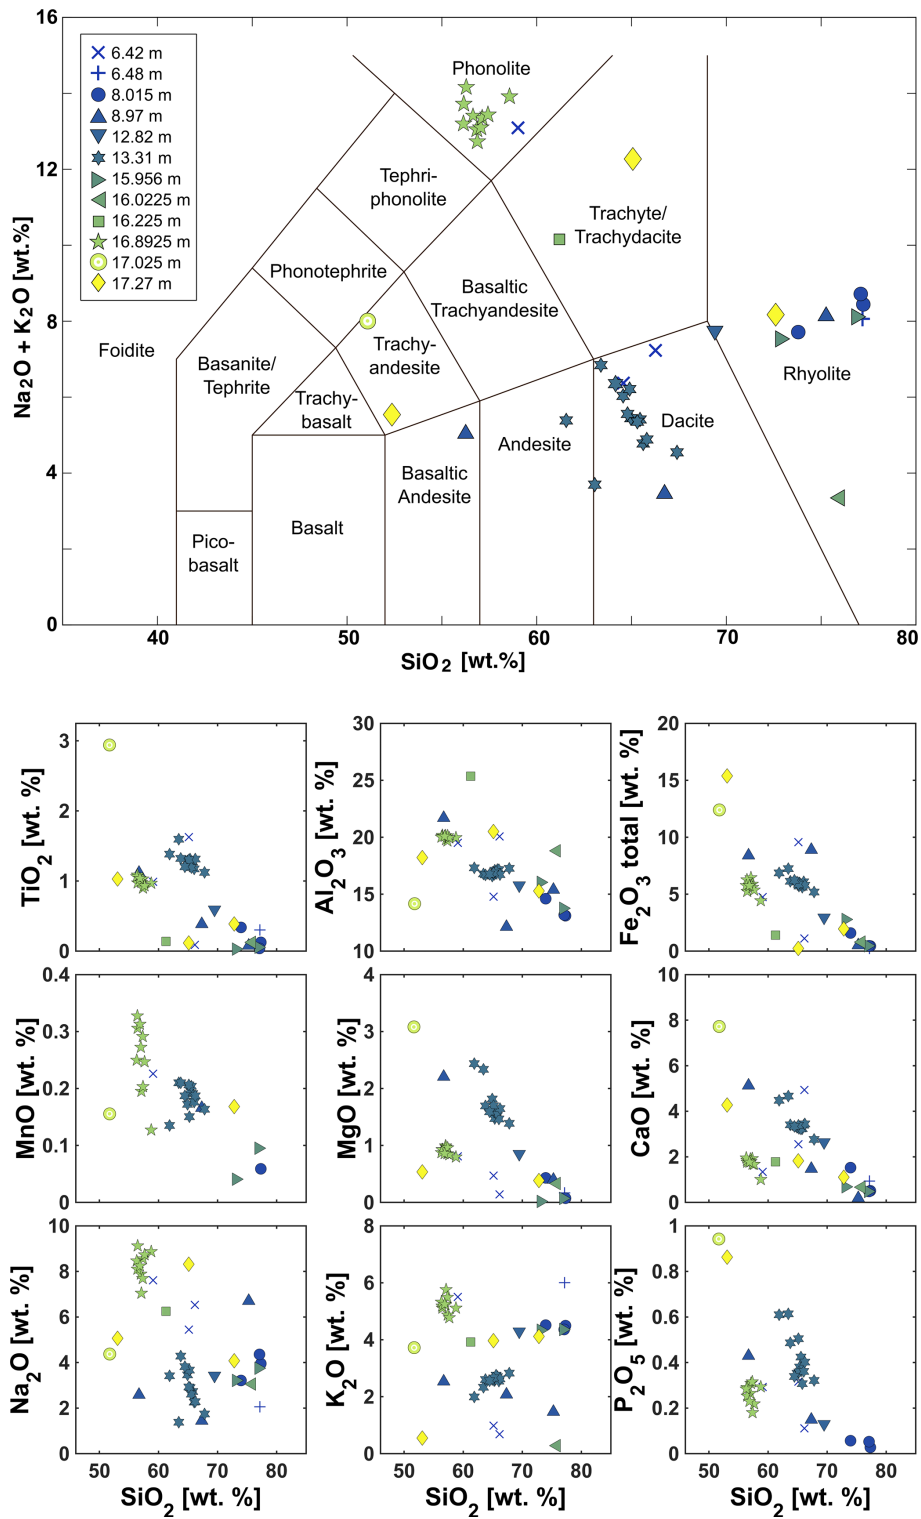 16
12
8
4
0
Na2O + K2O [wt.%]
6.42 m
6.48 m
8.015 m
8.97 m
12.82 m
13.31 m
15.956 m
16.0225 m
16.225 m
16.8925 m
17.025 m
17.27 m
Phonolite
Tephri-
phonolite
Trachyte/
Trachydacite
Phonotephrite
Basaltic
Trachyandesite
Foidite
Basanite/
Tephrite
Trachy-
andesite
Rhyolite
Trachy-
basalt
Dacite
Andesite
Basaltic
Andesite
Basalt
Pico-
basalt
40
50
60
70
80
SiO2 [wt.%]
3
2
1
0
TiO2 [wt. %]
30
25
20
15
10
Al2O3 [wt. %]
20
15
10
5
0
Fe2O3 total [wt. %]
0.4
0.3
0.2
0.1
0
MnO [wt. %]
4
3
2
1
0
MgO [wt. %]
10
8
6
4
2
0
CaO [wt. %]
10
8
6
4
2
0
Na2O [wt. %]
50
60
70
80
SiO2 [wt. %]
8
6
4
2
0
K2O [wt. %]
50
60
70
80
SiO2 [wt. %]
1
0.8
0.6
0.4
0.2
0
P2O5 [wt. %]
50
60
70
80
SiO2 [wt. %]